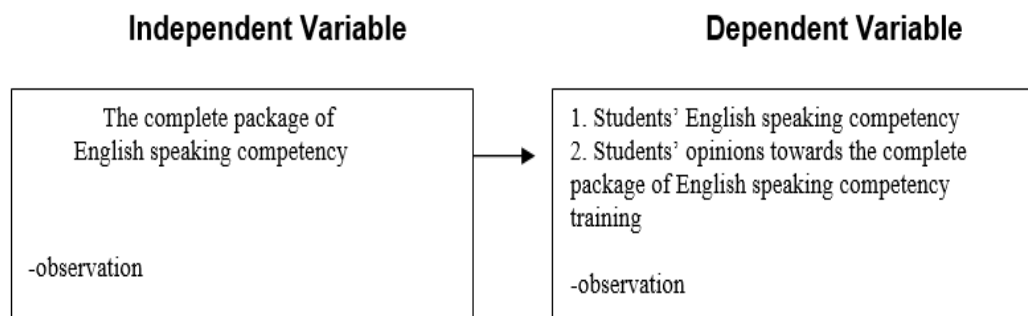 Independent Variable
Dependent Variable
The complete package of
English speaking competency
-observation
1. Students’ English speaking competency
2. Students’ opinions towards the complete
package of English speaking competency
training
-observation